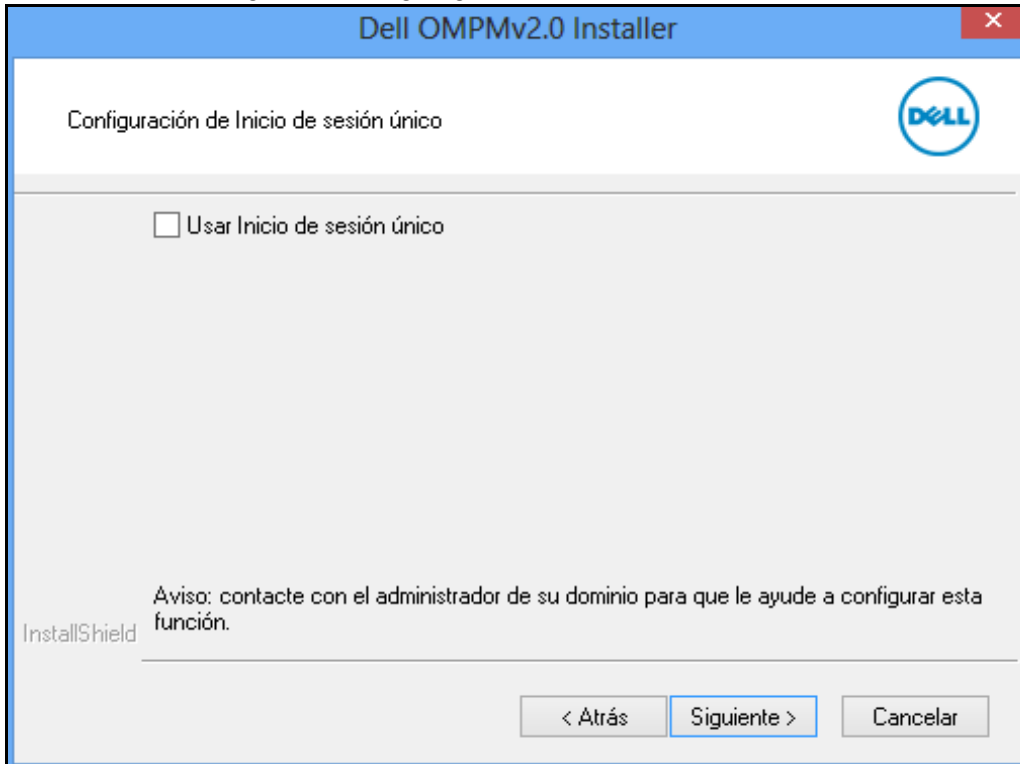 Dell OMPMv2.0 Installer
Configuración de Inicio de sesión único
DELL
Usar Inicio de sesión único
Aviso: contacte con el administrador de su dominio para que le ayude a configurar esta
función.
InstallShield
< Atrás
Siguiente >
Cancelar